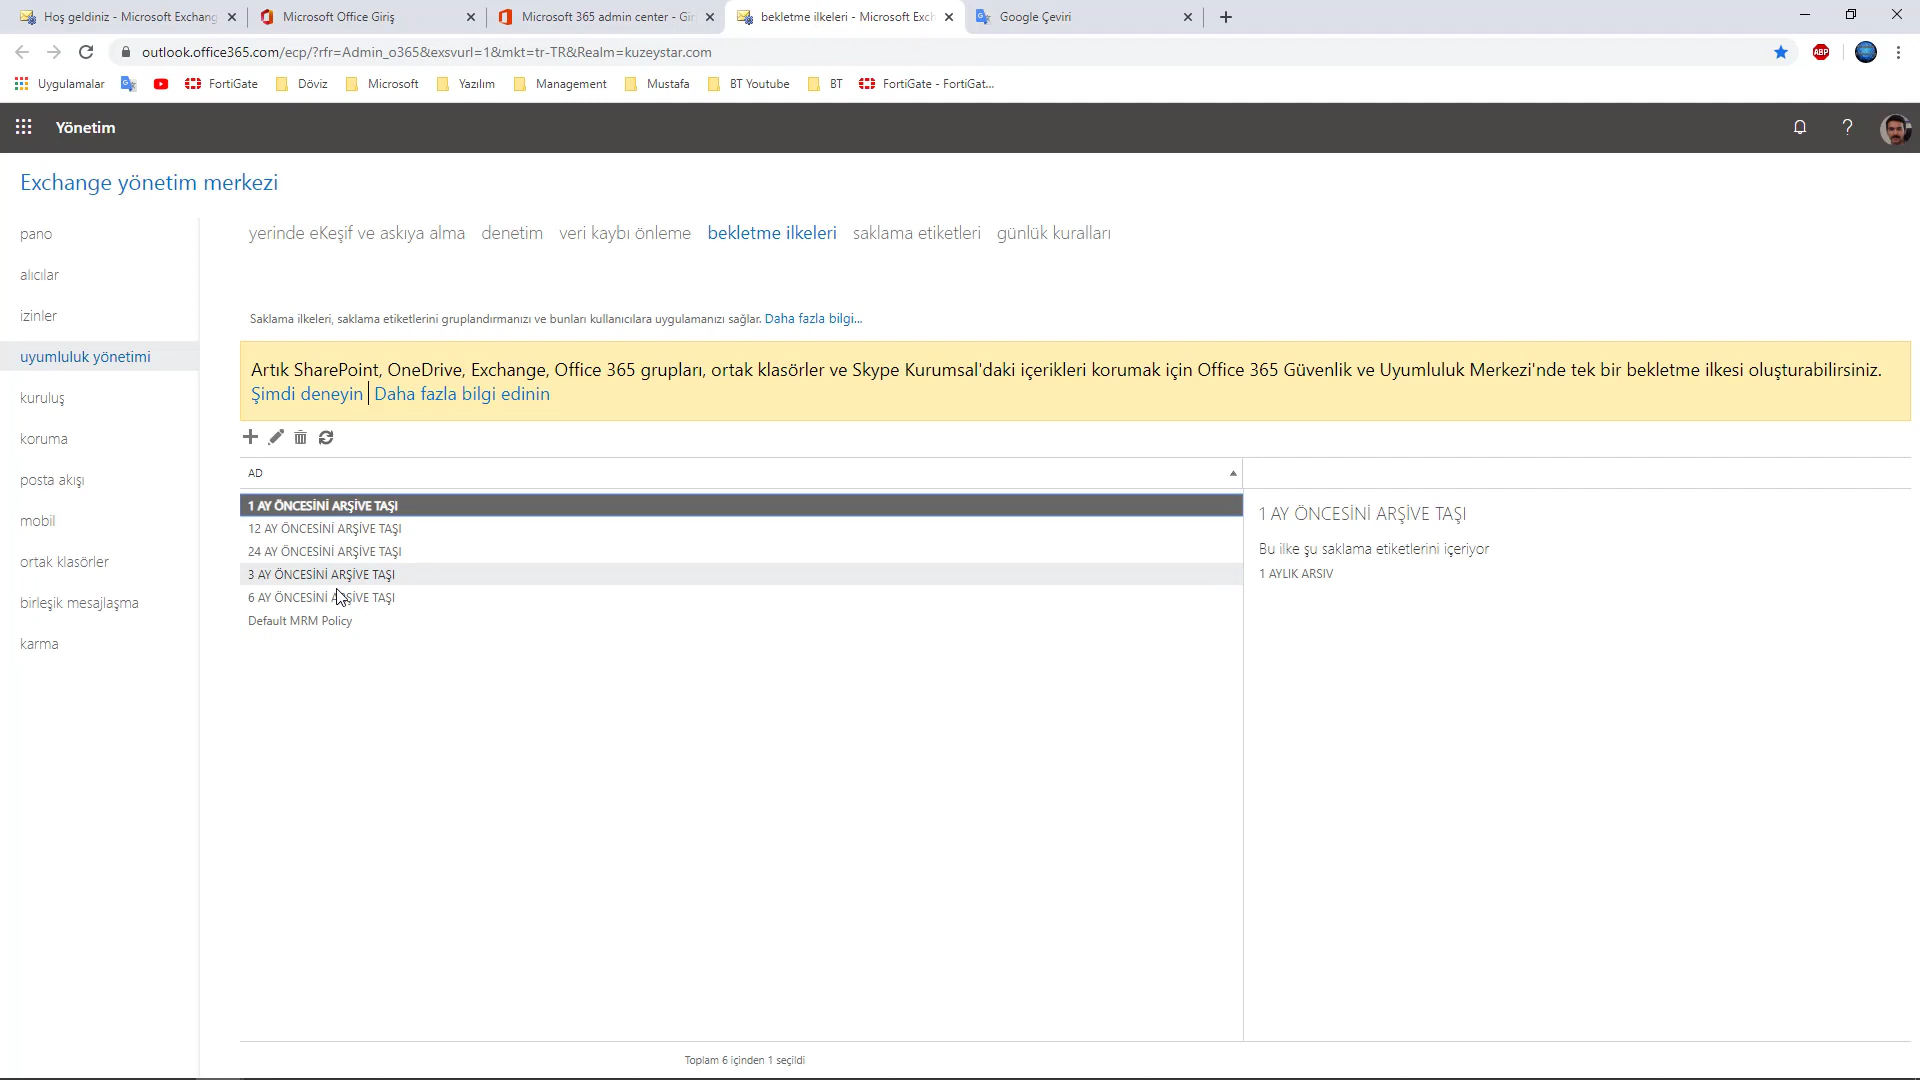 Hoş geldiniz - Microsoft Exchang
Microsoft Office Giriş
Microsoft 365 admin center - Gir
bekletme ilkeleri - Microsoft Exch
Google Çeviri
outlook.office365.com/ecp/?rfr=Admin_o365&exsvurl=1&mkt=tr-TR&Realm=kuzeystar.com
ABP
Uygulamalar
FortiGate
Döviz
Microsoft
Yazılım
Management
Mustafa
BT Youtube
BT
FortiGate - FortiGat...
Yönetim
?
Exchange yönetim merkezi
pano
alıcılar
izinler
uyumluluk yönetimi
kuruluş
koruma
posta akışı
mobil
ortak klasörler
birleşik mesajlaşma
karma
yerinde eKeşif ve askıya alma denetim veri kaybı önleme bekletme ilkeleri saklama etiketleri günlük kuralları
Saklama ilkeleri, saklama etiketlerini gruplandırmanızı ve bunları kullanıcılara uygulamanızı sağlar. Daha fazla bilgi...
Artık SharePoint, OneDrive, Exchange, Office 365 grupları, ortak klasörler ve Skype Kurumsal'daki içerikleri korumak için Office 365 Güvenlik ve Uyumluluk Merkezi'nde tek bir bekletme ilkesi oluşturabilirsiniz.
Şimdi deneyin | Daha fazla bilgi edinin
AD
1 AY ÖNCESİNİ ARŞİVE TAŞI
12 AY ÖNCESİNİ ARŞİVE TAŞI
24 AY ÖNCESİNİ ARŞİVE TAŞI
3 AY ÖNCESİNİ ARŞİVE TAŞI
6 AY ÖNCESİNİ ARŞİVE TAŞI
Default MRM Policy
1 AY ÖNCESİNİ ARŞİVE TAŞI
Bu ilke şu saklama etiketlerini içeriyor
1 AYLIK ARSIV
Toplam 6 içinden 1 seçildi